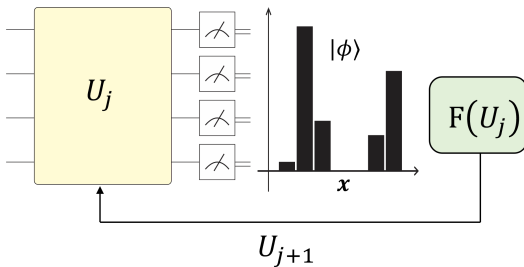 U_j
|ϕ⟩
x
F(U_j)
U_{j+1}